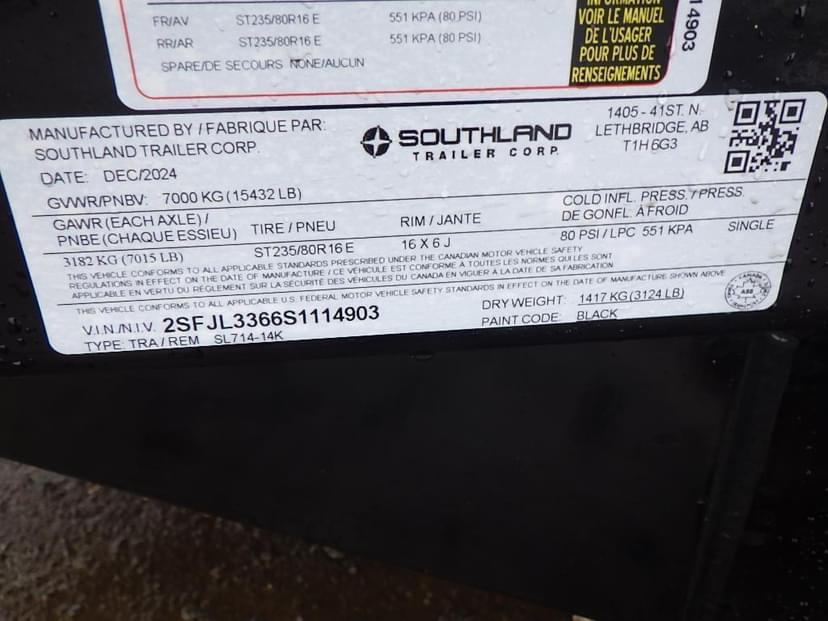 INFORMATION
VOIR LE MANUEL
DE L'USAGER
POUR PLUS DE
RENSEIGNEMENTS
14903
FR/AV ST235/80R16 E 551 KPA (80 PSI)
RR/AR ST235/80R16 E 551 KPA (80 PSI)
SPARE/DE SECOURS NONE/AUCUN
MANUFACTURED BY / FABRIQUE PAR:
SOUTHLAND TRAILER CORP.
DATE: DEC/2024
SOUTHLAND
TRAILER CORP.
1405 - 41ST. N.
LETHBRIDGE, AB
T1H 6G3
GVWR/PNBV: 7000 KG (15432 LB)
GAWR (EACH AXLE) /
PNBE (CHAQUE ESSIEU)
3182 KG (7015 LB)
TIRE / PNEU
ST235/80R16 E
RIM / JANTE
16 X 6 J
COLD INFL. PRESS. / PRESS.
DE GONFL. À FROID
80 PSI / LPC 551 KPA SINGLE
THIS VEHICLE CONFORMS TO ALL APPLICABLE STANDARDS PRESCRIBED UNDER THE CANADIAN MOTOR VEHICLE SAFETY
REGULATIONS IN EFFECT ON THE DATE OF MANUFACTURE / CE VÉHICULE EST CONFORME À TOUTES LES NORMES QUI LES SONT
APPLICABLE EN VERTU DU RÈGLEMENT SUR LA SÉCURITÉ DES VÉHICULES DU CANADA EN VIGUER À LA DATE DE SA FABRICATION
THIS VEHICLE CONFORMS TO ALL APPLICABLE U.S. FEDERAL MOTOR VEHICLE SAFETY STANDARDS IN EFFECT ON THE DATE OF MANUFACTURE SHOWN ABOVE
V.I.N./N.I.V. 2SFJL3366S1114903
TYPE: TRA / REM SL714-14K
DRY WEIGHT: 1417 KG (3124 LB)
PAINT CODE: BLACK
CANADA